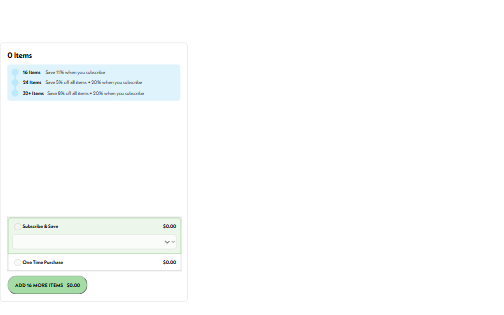 0 Items
16 Items Save 11% when you subscribe
24 Items Save 5% off all items + 20% when you subscribe
32+ Items Save 8% off all items + 20% when you subscribe
Subscribe & Save $0.00
One Time Purchase $0.00
ADD 16 MORE ITEMS $0.00